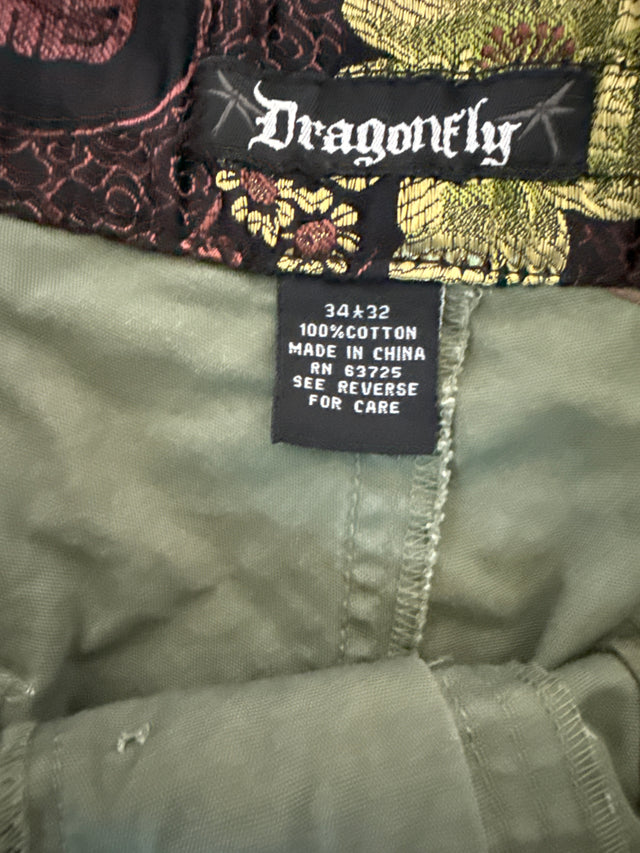 Dragonfly
34x32
100%COTTON
MADE IN CHINA
RN 63725
SEE REVERSE
FOR CARE